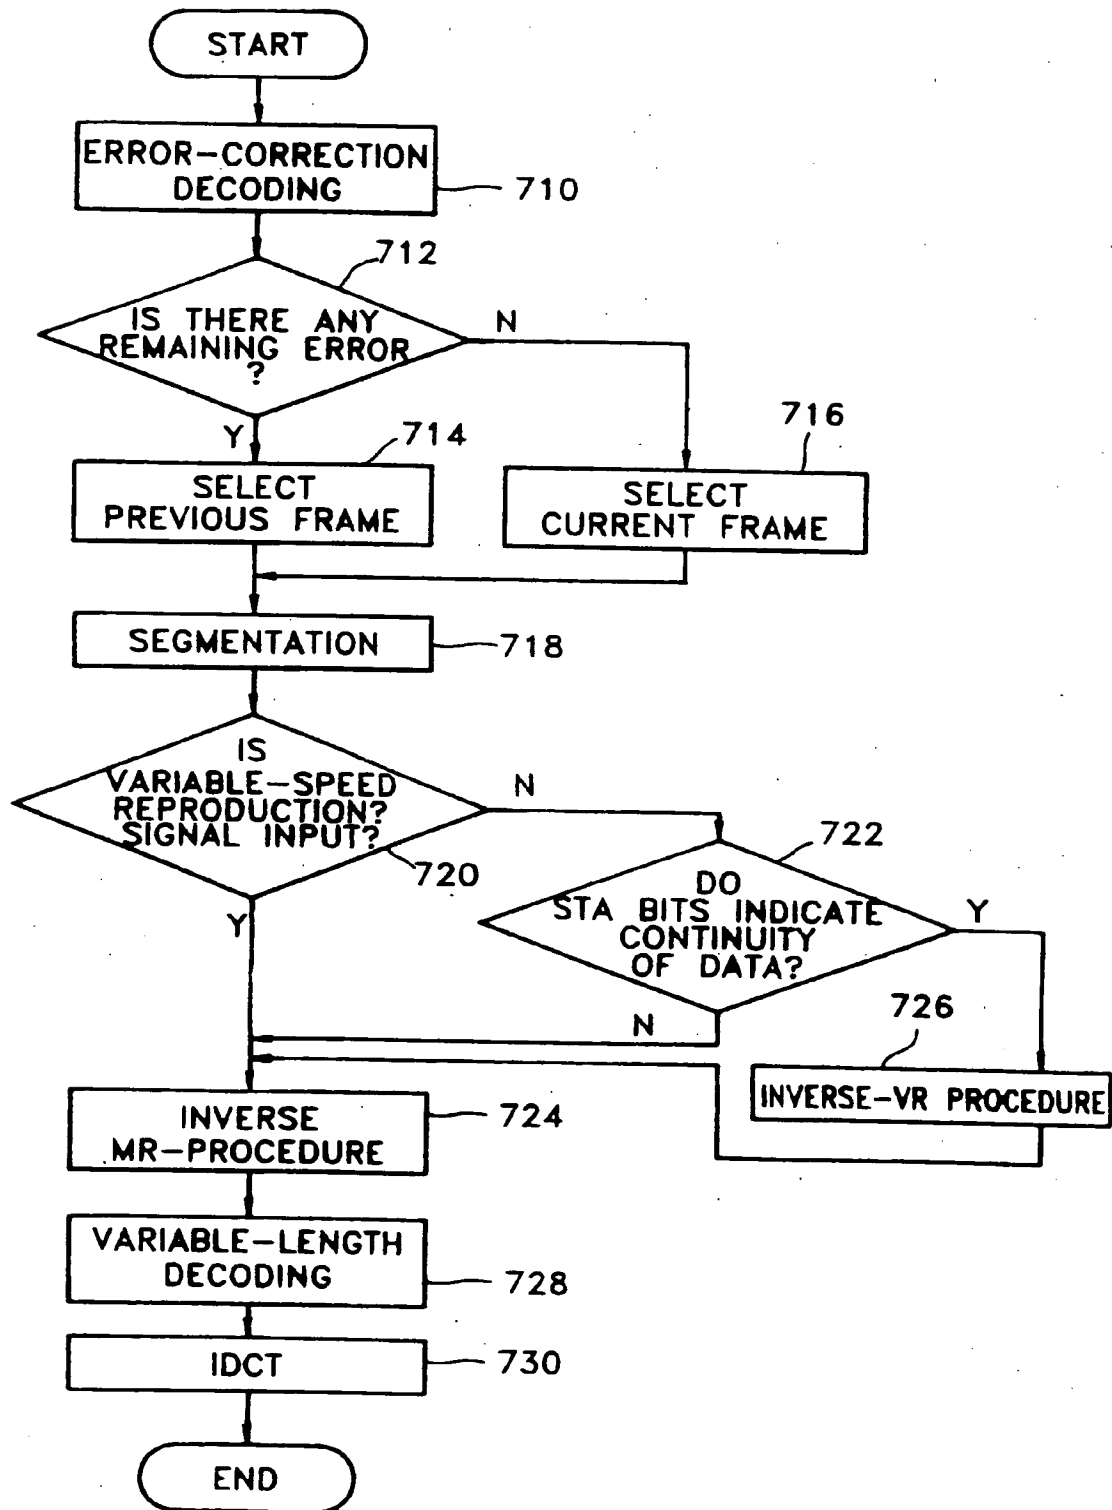 START
ERROR-CORRECTION
DECODING
710
712
IS THERE ANY
REMAINING ERROR
?
N
Y
714
SELECT
PREVIOUS FRAME
716
SELECT
CURRENT FRAME
SEGMENTATION
718
IS
VARIABLE-SPEED
REPRODUCTION?
SIGNAL INPUT?
N
720
Y
722
DO
STA BITS INDICATE
CONTINUITY
OF DATA?
Y
N
726
INVERSE-VR PROCEDURE
INVERSE
MR-PROCEDURE
724
VARIABLE-LENGTH
DECODING
728
IDCT
730
END